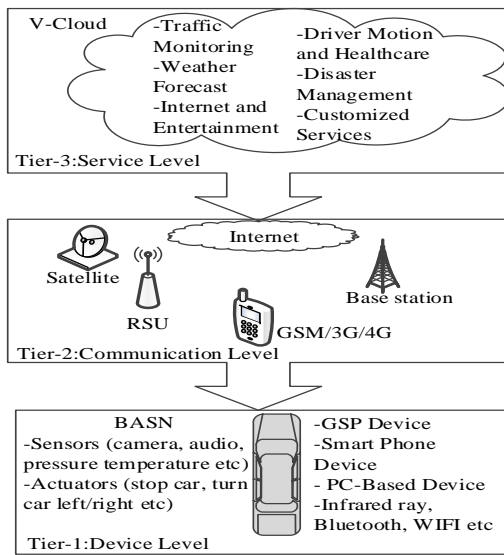 V-Cloud
-Traffic
Monitoring
-Weather
Forecast
-Internet and
Entertainment
-Driver Motion
and Healthcare
-Disaster
Management
-Customized
Services
Tier-3:Service Level
Internet
Satellite
RSU
Base station
GSM/3G/4G
Tier-2:Communication Level
BASN
-Sensors (camera, audio,
pressure temperature etc)
-Actuators (stop car, turn
car left/right etc)
-GSP Device
-Smart Phone
Device
- PC-Based Device
-Infrared ray,
Bluetooth, WIFI etc
Tier-1:Device Level